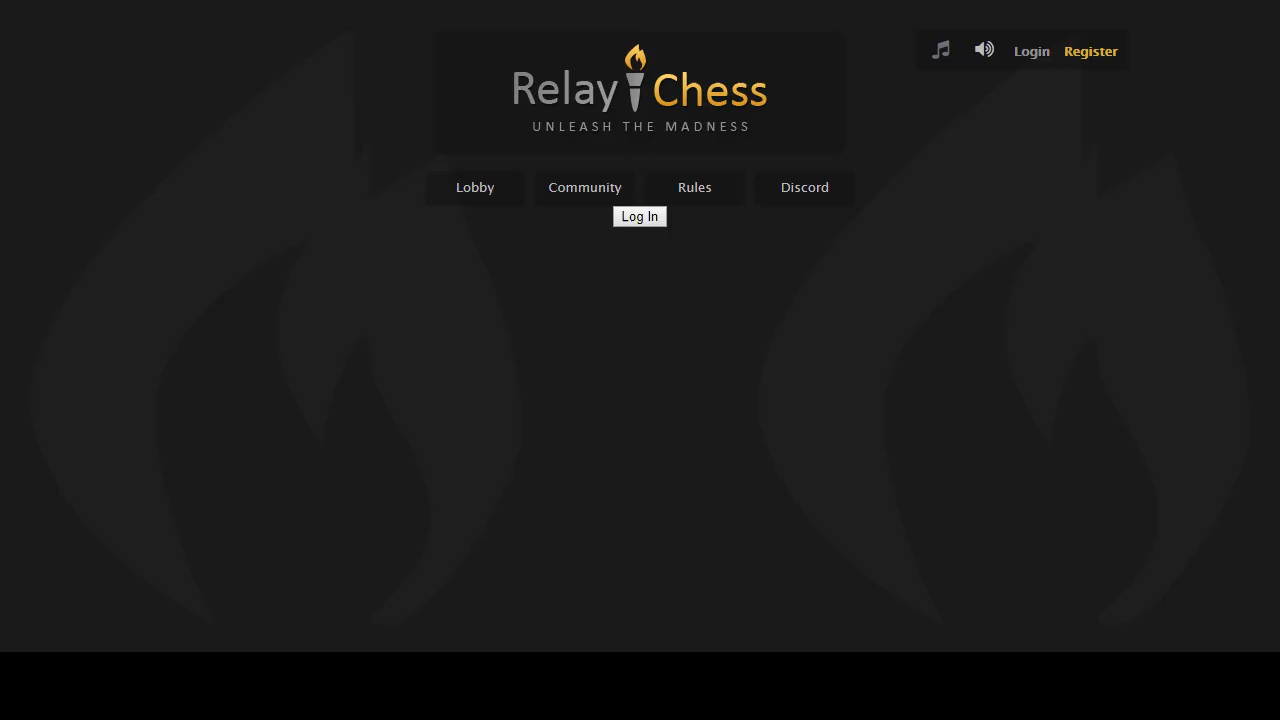 Relay Chess
UNLEASH THE MADNESS
Login Register
Lobby Community Rules Discord
Log In